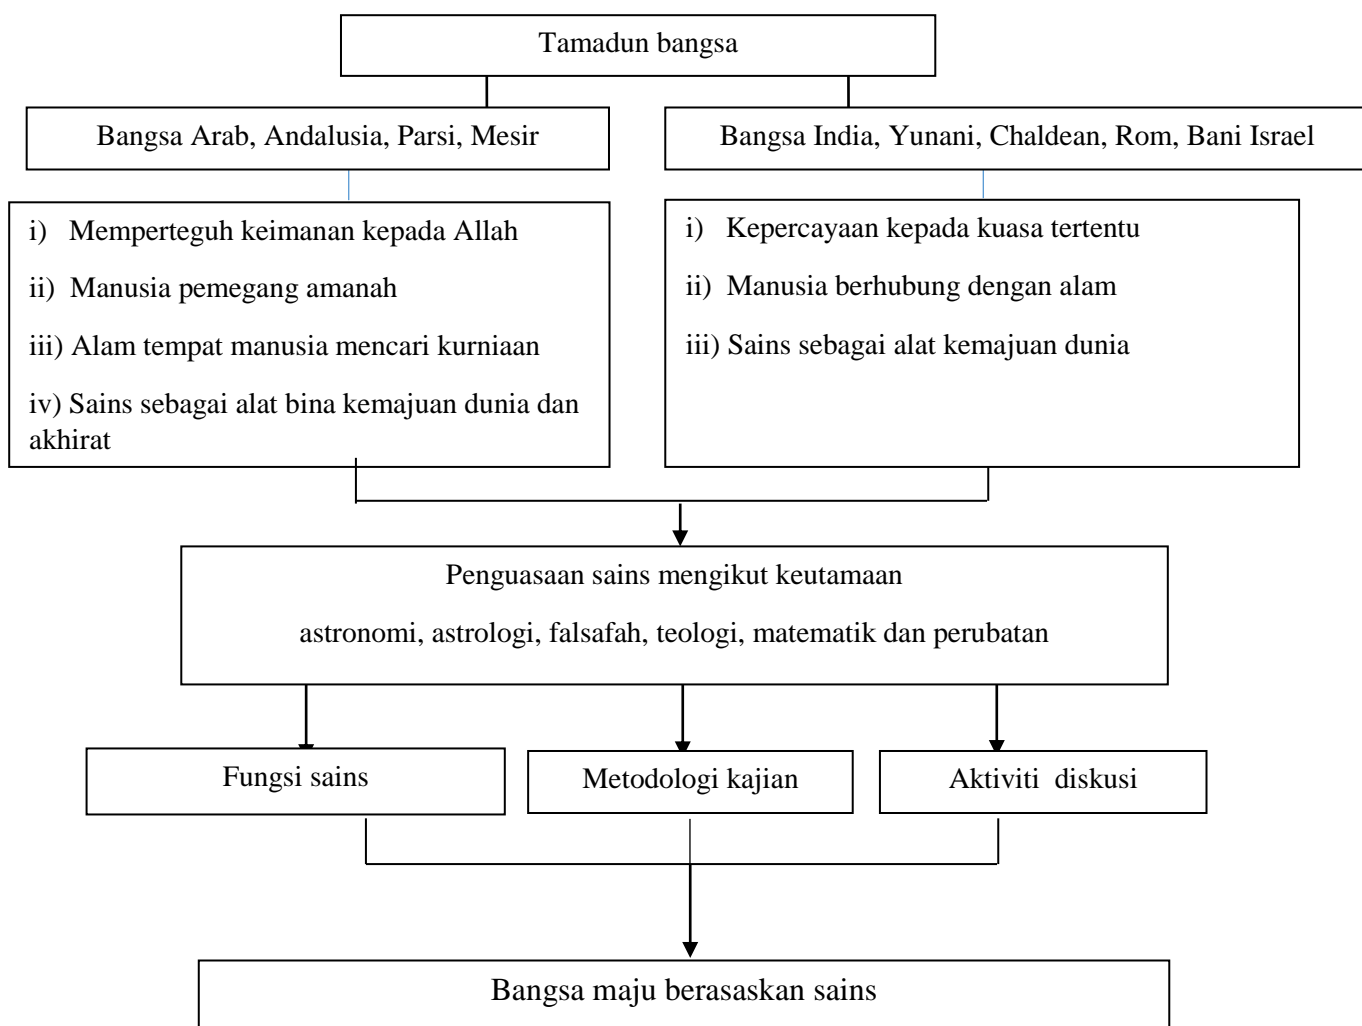 Tamadun bangsa
Bangsa Arab, Andalusia, Parsi, Mesir
Bangsa India, Yunani, Chaldean, Rom, Bani Israel
i) Memperteguh keimanan kepada Allah
ii) Manusia pemegang amanah
iii) Alam tempat manusia mencari kurniaan
iv) Sains sebagai alat bina kemajuan dunia dan
akhirat
i) Kepercayaan kepada kuasa tertentu
ii) Manusia berhubung dengan alam
iii) Sains sebagai alat kemajuan dunia
Penguasaan sains mengikut keutamaan
astronomi, astrologi, falsafah, teologi, matematik dan perubatan
Fungsi sains
Metodologi kajian
Aktiviti diskusi
Bangsa maju berasaskan sains